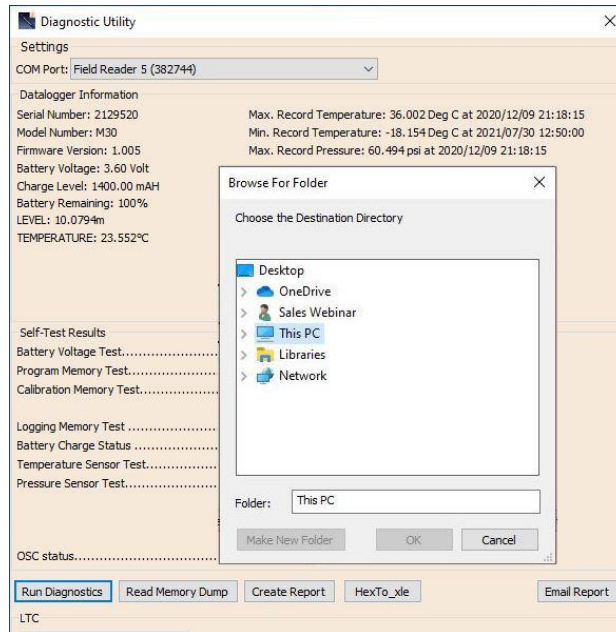 Diagnostic Utility
Settings
COM Port: Field Reader 5 (382744)
Datalogger Information
Serial Number: 2129520
Max. Record Temperature: 36.002 Deg C at 2020/12/09 21:18:15
Model Number: M30
Min. Record Temperature: -18.154 Deg C at 2021/07/30 12:50:00
Firmware Version: 1.005
Max. Record Pressure: 60.494 psi at 2020/12/09 21:18:15
Battery Voltage: 3.60 Volt
Charge Level: 1400.00 mAH
Battery Remaining: 100%
LEVEL: 10.0794m
TEMPERATURE: 23.552°C
Browse For Folder
Choose the Destination Directory
Desktop
OneDrive
Sales Webinar
This PC
Libraries
Network
Folder: This PC
Make New Folder
OK
Cancel
Self-Test Results
Battery Voltage Test
Program Memory Test
Calibration Memory Test
Logging Memory Test
Battery Charge Status
Temperature Sensor Test
Pressure Sensor Test
OSC status
Run Diagnostics
Read Memory Dump
Create Report
HexTo_xle
Email Report
LTC